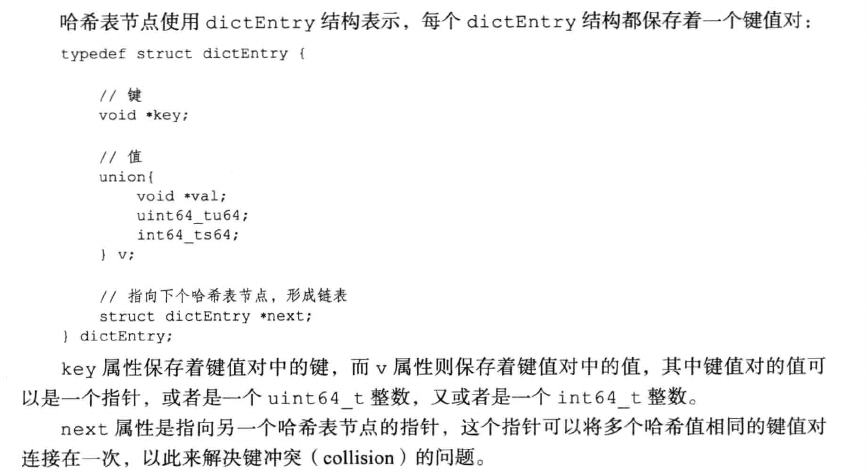 哈希表节点使用 dictEntry 结构表示，每个 dictEntry 结构都保存着一个键值对：
typedef struct dictEntry {
// 键
void *key;
// 值
union{
void *val;
uint64_tu64;
int64_ts64;
} v;
// 指向下个哈希表节点，形成链表
struct dictEntry *next;
} dictEntry;
key 属性保存着键值对中的键，而 v 属性则保存着键值对中的值，其中键值对的值可
以是一个指针，或者是一个 uint64_t 整数，又或者是一个 int64_t 整数。
next 属性是指向另一个哈希表节点的指针，这个指针可以将多个哈希值相同的键值对
连接在一次，以此来解决键冲突（collision）的问题。